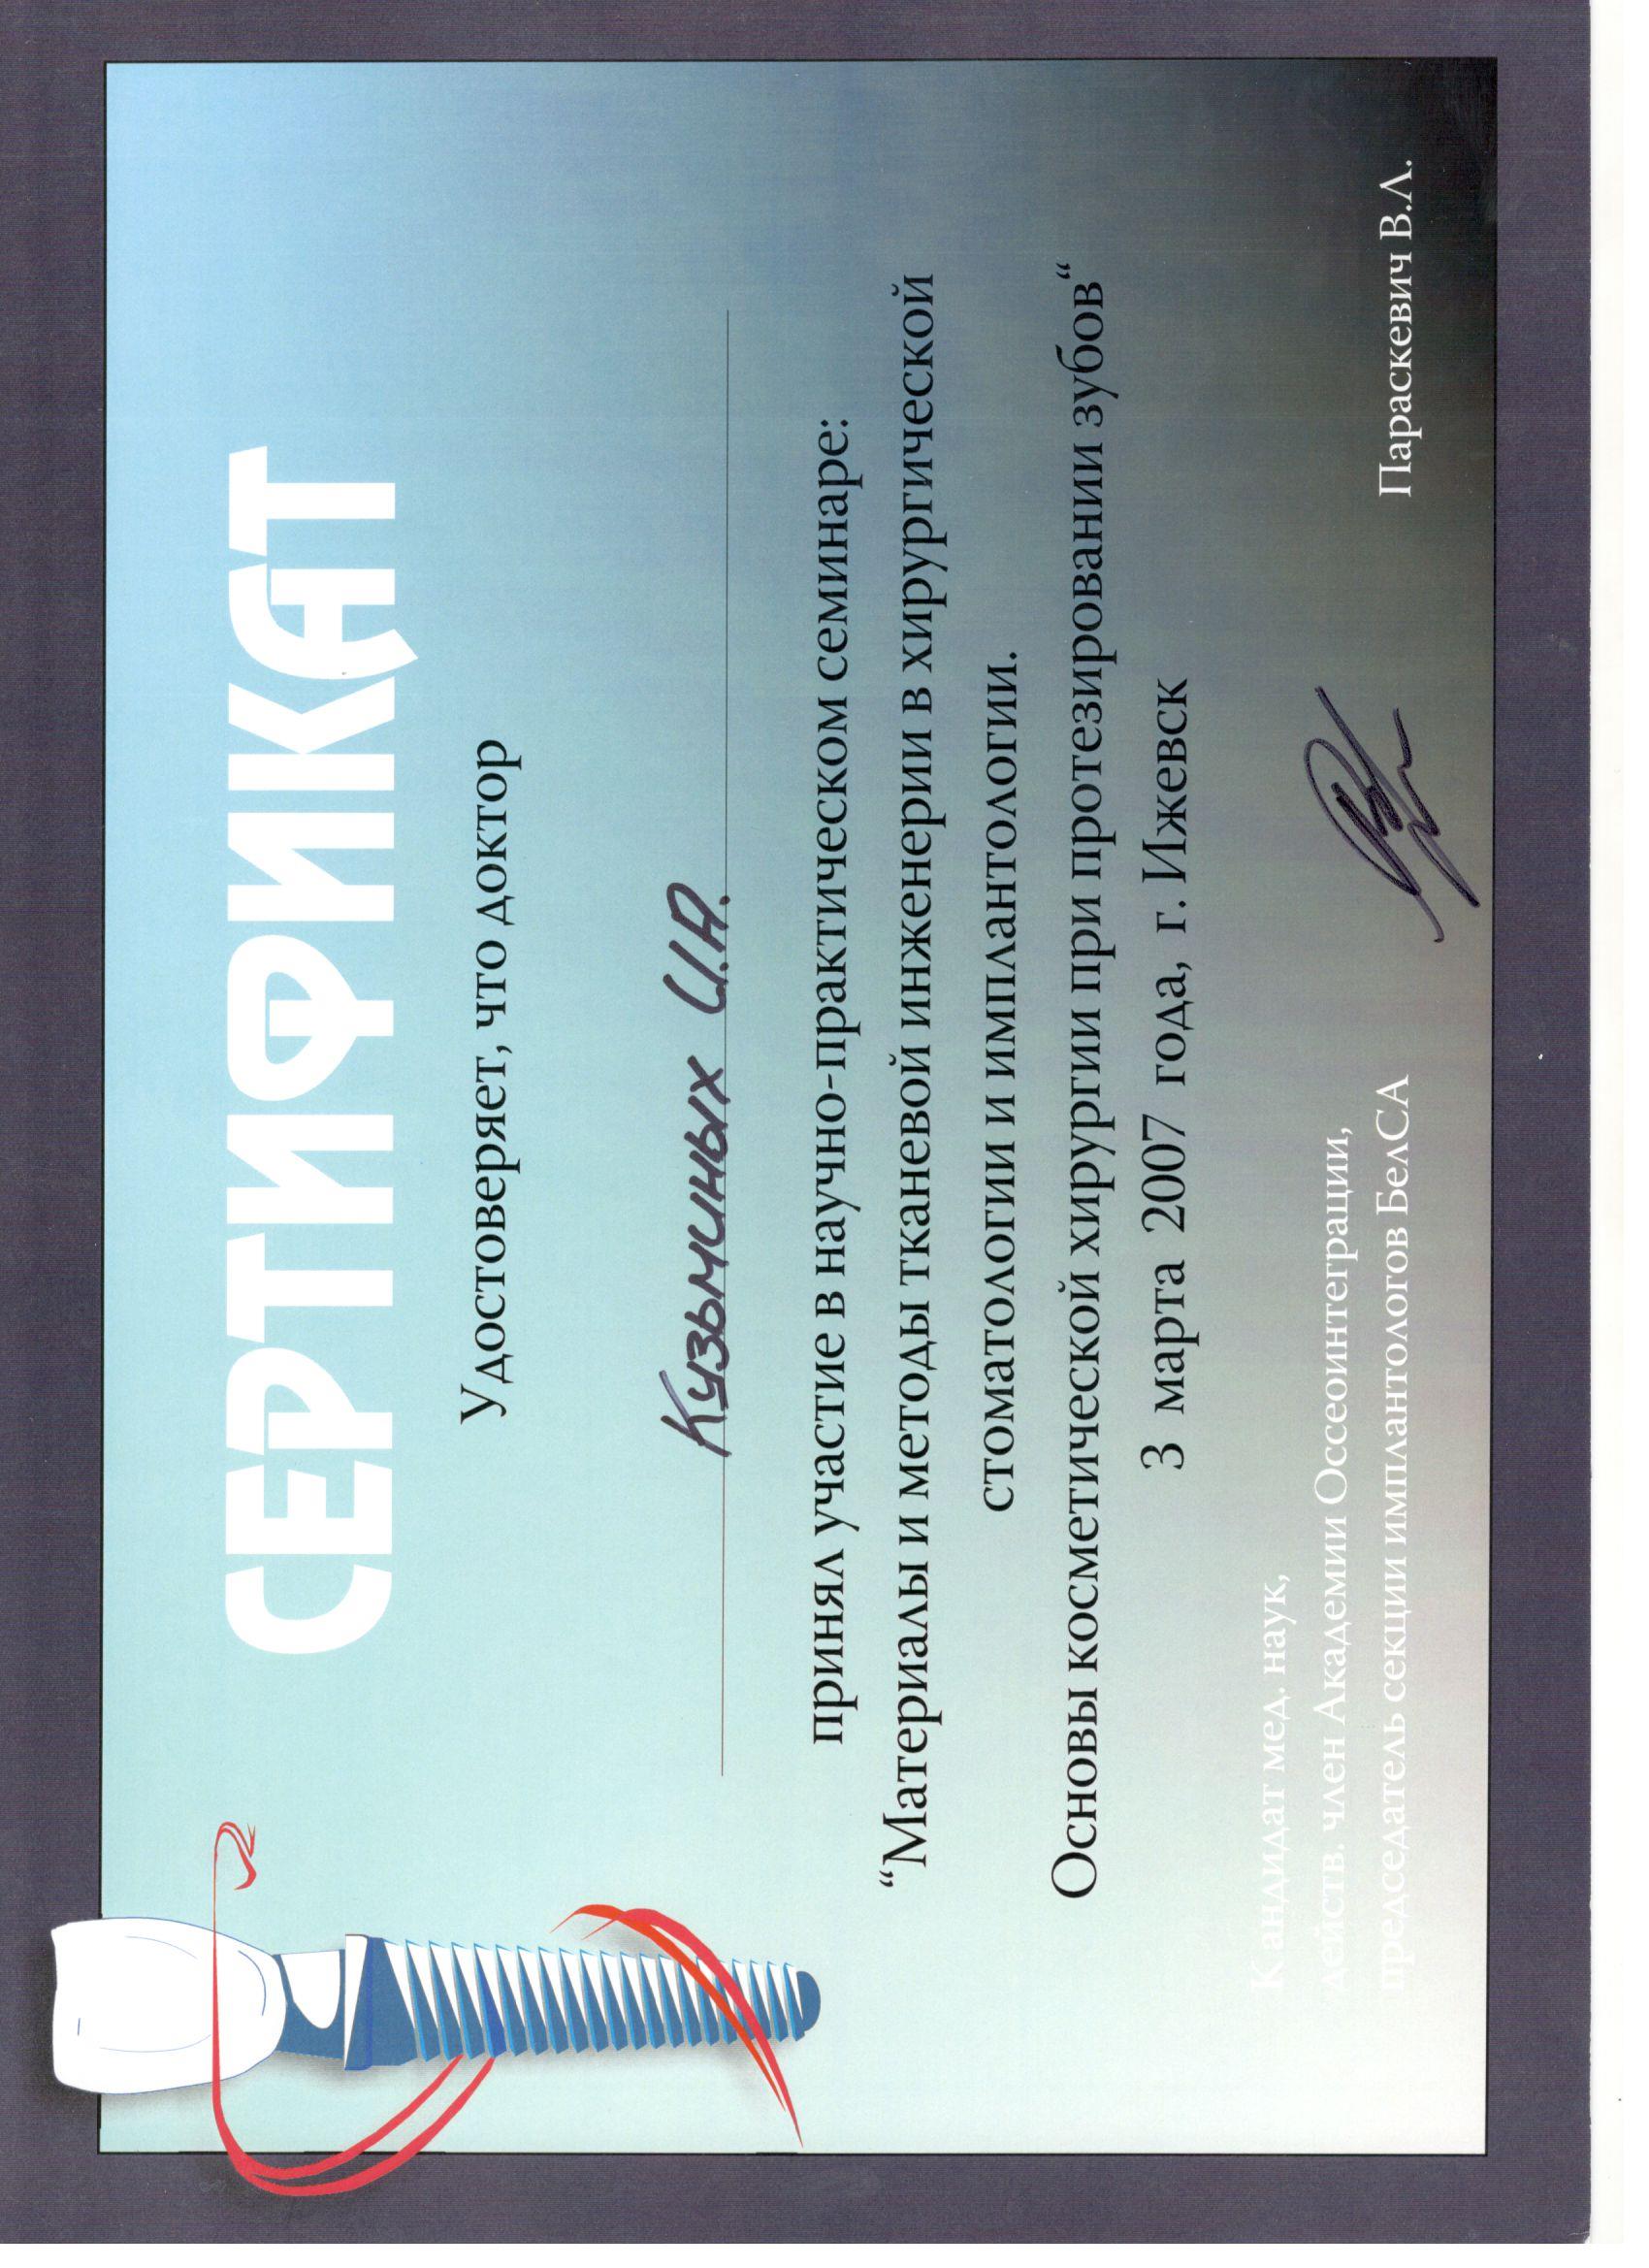 СЕРТИФИКАТ
Удостоверяет, что доктор
Кузьминых И.А.
принял участие в научно-практическом семинаре:
“Материалы и методы тканевой инженерии в хирургической
стоматологии и имплантологии.
Основы косметической хирургии при протезировании зубов“
3 марта 2007 года, г. Ижевск
Кандидат мед. наук,
действ. член Академии Оссеоинтеграции,
председатель секции имплантологов БелСА
Параскевич В.Л.